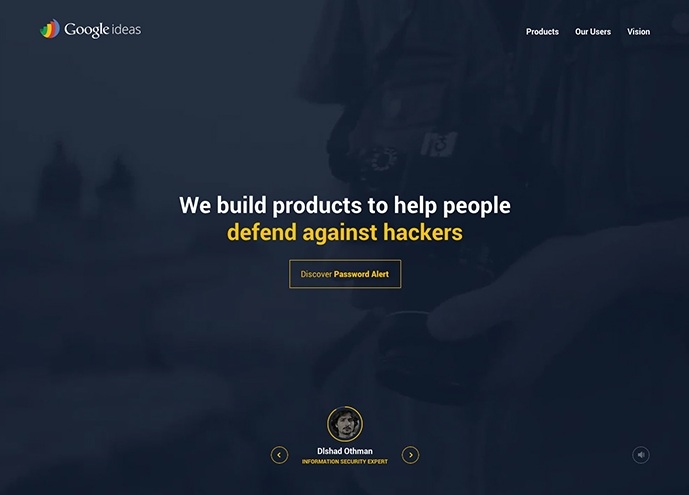 Google ideas
Products Our Users Vision
We build products to help people
defend against hackers
Discover Password Alert
Dlshad Othman
INFORMATION SECURITY EXPERT